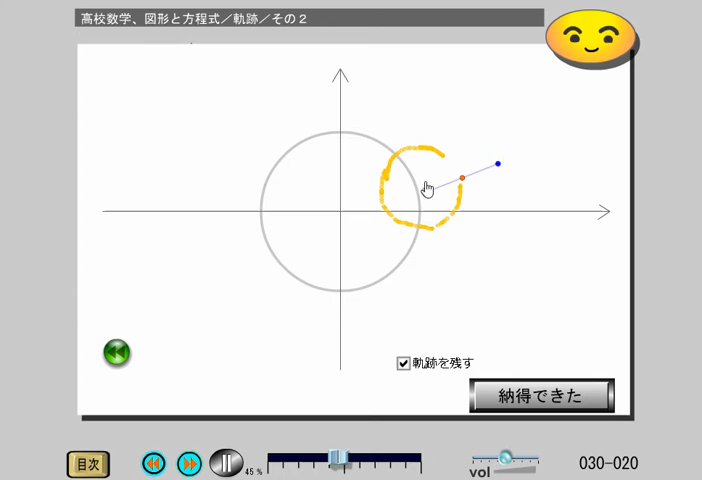 高校数学、図形と方程式／軌跡／その２
軌跡を残す
納得できた
目次
45 %
vol
030-020